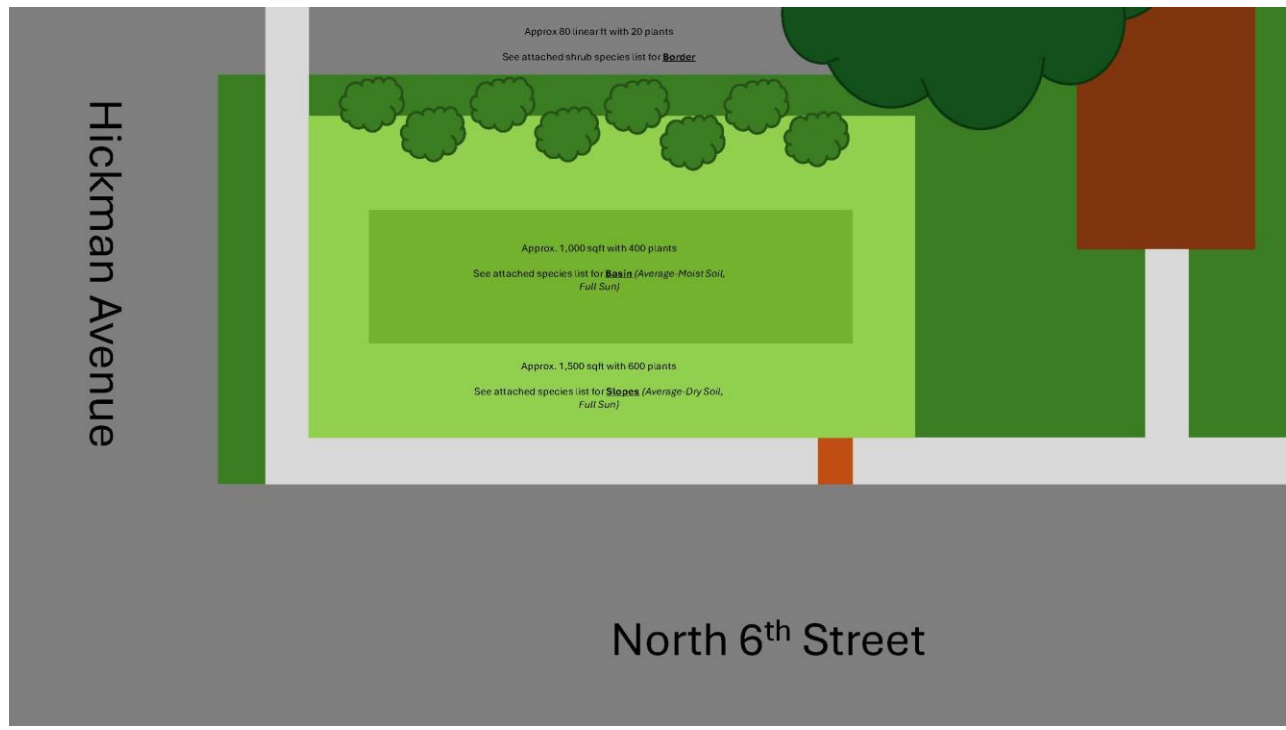 Approx 80 linear ft with 20 plants
See attached shrub species list for Border
Hickman Avenue
Approx. 1,000 sqft with 400 plants
See attached species list for Basin (Average-Moist Soil,
Full Sun)
Approx. 1,500 sqft with 600 plants
See attached species list for Slopes (Average-Dry Soil,
Full Sun)
North 6th Street